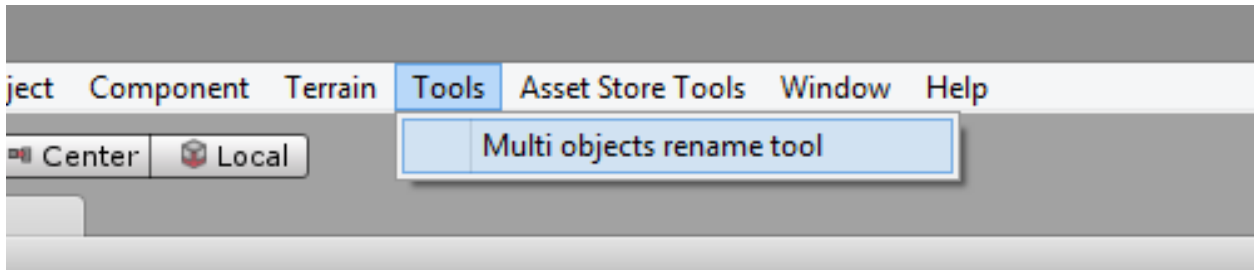 ject Component Terrain Tools Asset Store Tools Window Help
Multi objects rename tool
Center Local